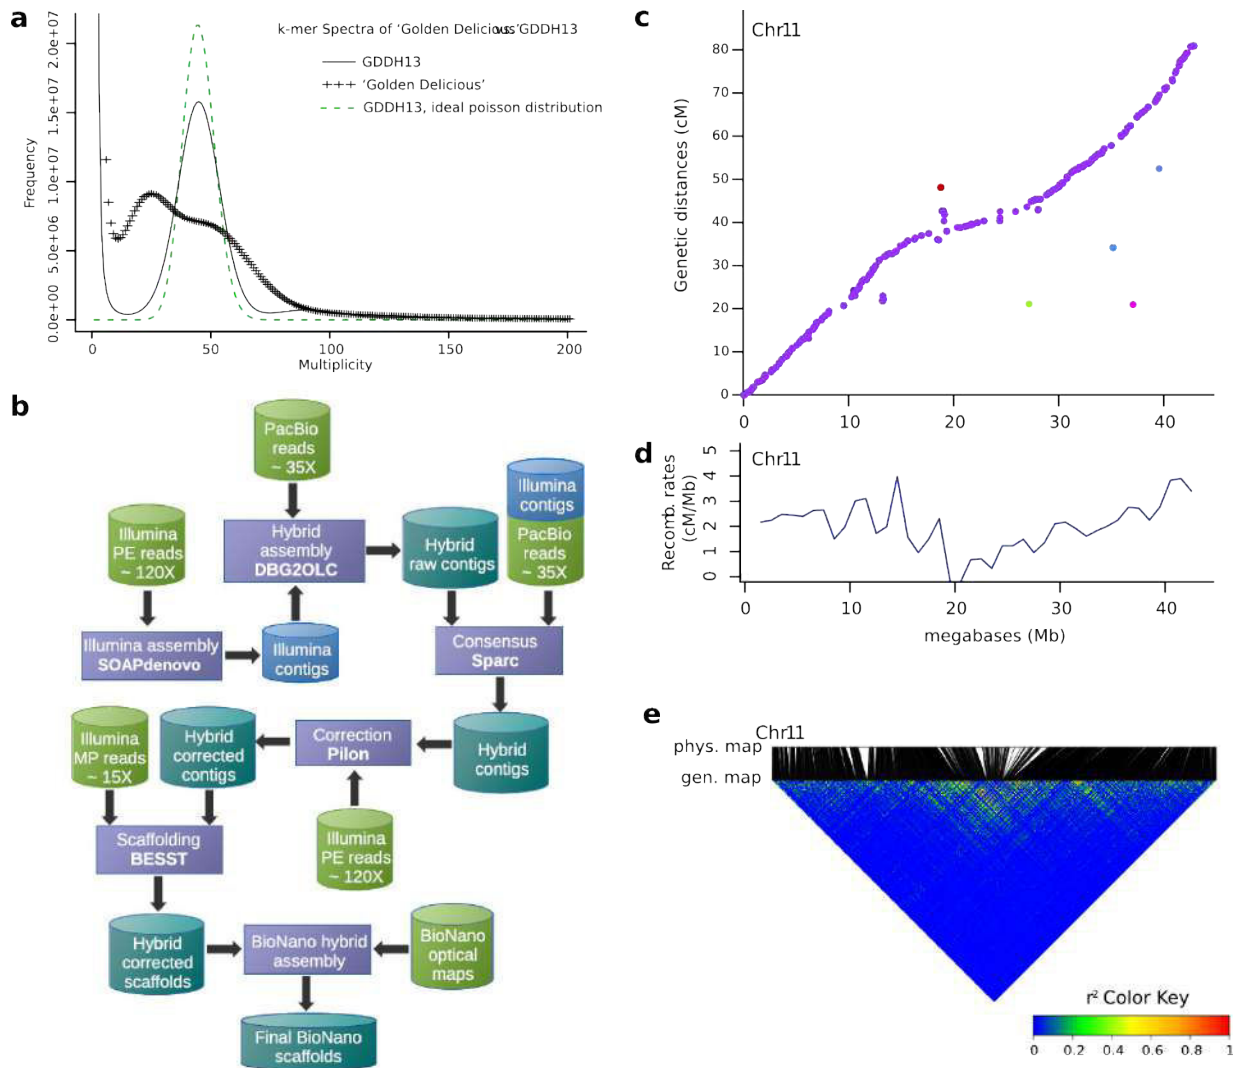 a
k-mer Spectra of ‘Golden Delicious’ vs. GDDH13
GDDH13
‘Golden Delicious’
GDDH13, ideal poisson distribution
Frequency
0.0e+00 5.0e+06 1.0e+07 1.5e+07 2.0e+07
0 50 100 150 200
Multiplicity
b
PacBio
reads
~ 35X
Illumina
contigs
PacBio
reads
~ 35X
Illumina
PE reads
~ 120X
Hybrid
assembly
DBG2OLC
Hybrid
raw contigs
Illumina assembly
SOAPdenovo
Illumina
contigs
Consensus
Sparc
Illumina
MP reads
~ 15X
Hybrid
corrected
contigs
Correction
Pilon
Hybrid
contigs
Scaffolding
BESST
Illumina
PE reads
~ 120X
Hybrid
corrected
scaffolds
BioNano hybrid
assembly
BioNano
optical
maps
Final BioNano
scaffolds
c
Chr11
Genetic distances (cM)
80
70
60
50
40
30
20
10
0
0 10 20 30 40
d
Chr11
Recomb. rates
(cM/Mb)
0 1 2 3 4 5
0 10 20 30 40
megabases (Mb)
e
Chr11
phys. map
gen. map
r² Color Key
0 0.2 0.4 0.6 0.8 1